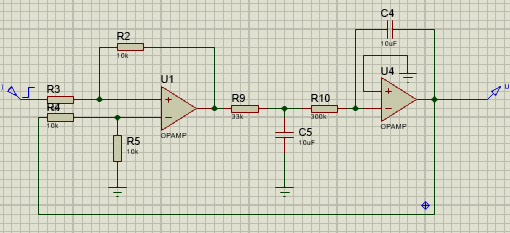 C4
10uF
R2
10k
U1
U4
R3
R4
10k
R9
33k
R10
300k
OPAMP
OPAMP
C5
10uF
R5
10k